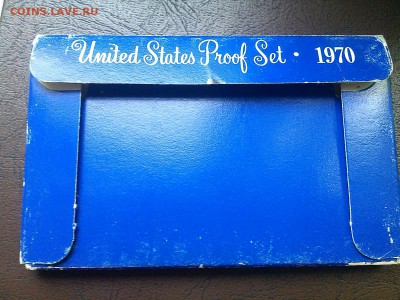 COINS.LAVE.RU
United States Proof Set · 1970